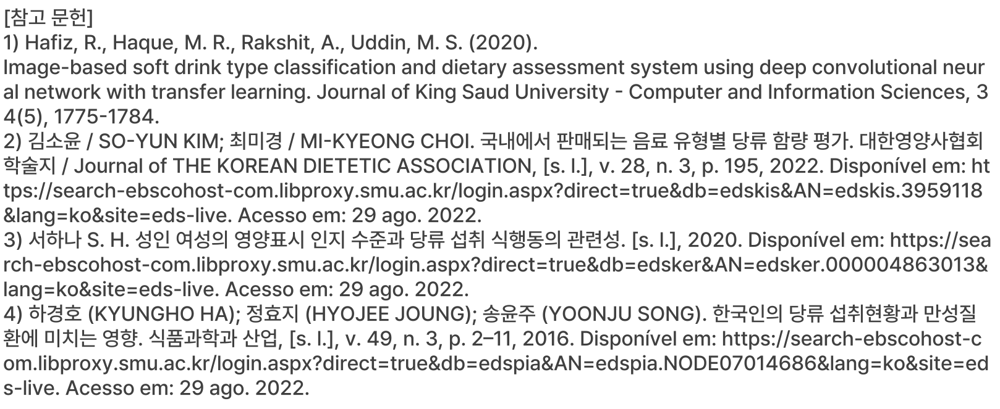 [참고 문헌]
1) Hafiz, R., Haque, M. R., Rakshit, A., Uddin, M. S. (2020).
Image-based soft drink type classification and dietary assessment system using deep convolutional neur
al network with transfer learning. Journal of King Saud University - Computer and Information Sciences, 3
4(5), 1775-1784.
2) 김소윤 / SO-YUN KIM; 최미경 / MI-KYEONG CHOI. 국내에서 판매되는 음료 유형별 당류 함량 평가. 대한영양사협회
학술지 / Journal of THE KOREAN DIETETIC ASSOCIATION, [s. l.], v. 28, n. 3, p. 195, 2022. Disponível em: ht
tps://search-ebscohost-com.libproxy.smu.ac.kr/login.aspx?direct=true&db=edskis&AN=edskis.3959118
&lang=ko&site=eds-live. Acesso em: 29 ago. 2022.
3) 서하나 S. H. 성인 여성의 영양표시 인지 수준과 당류 섭취 식행동의 관련성. [s. l.], 2020. Disponível em: https://sea
rch-ebscohost-com.libproxy.smu.ac.kr/login.aspx?direct=true&db=edsker&AN=edsker.000004863013&
lang=ko&site=eds-live. Acesso em: 29 ago. 2022.
4) 하경호 (KYUNGHO HA); 정효지 (HYOJEE JOUNG); 송윤주 (YOONJU SONG). 한국인의 당류 섭취현황과 만성질
환에 미치는 영향. 식품과학과 산업, [s. l.], v. 49, n. 3, p. 2–11, 2016. Disponível em: https://search-ebscohost-c
om.libproxy.smu.ac.kr/login.aspx?direct=true&db=edspia&AN=edspia.NODE07014686&lang=ko&site=ed
s-live. Acesso em: 29 ago. 2022.